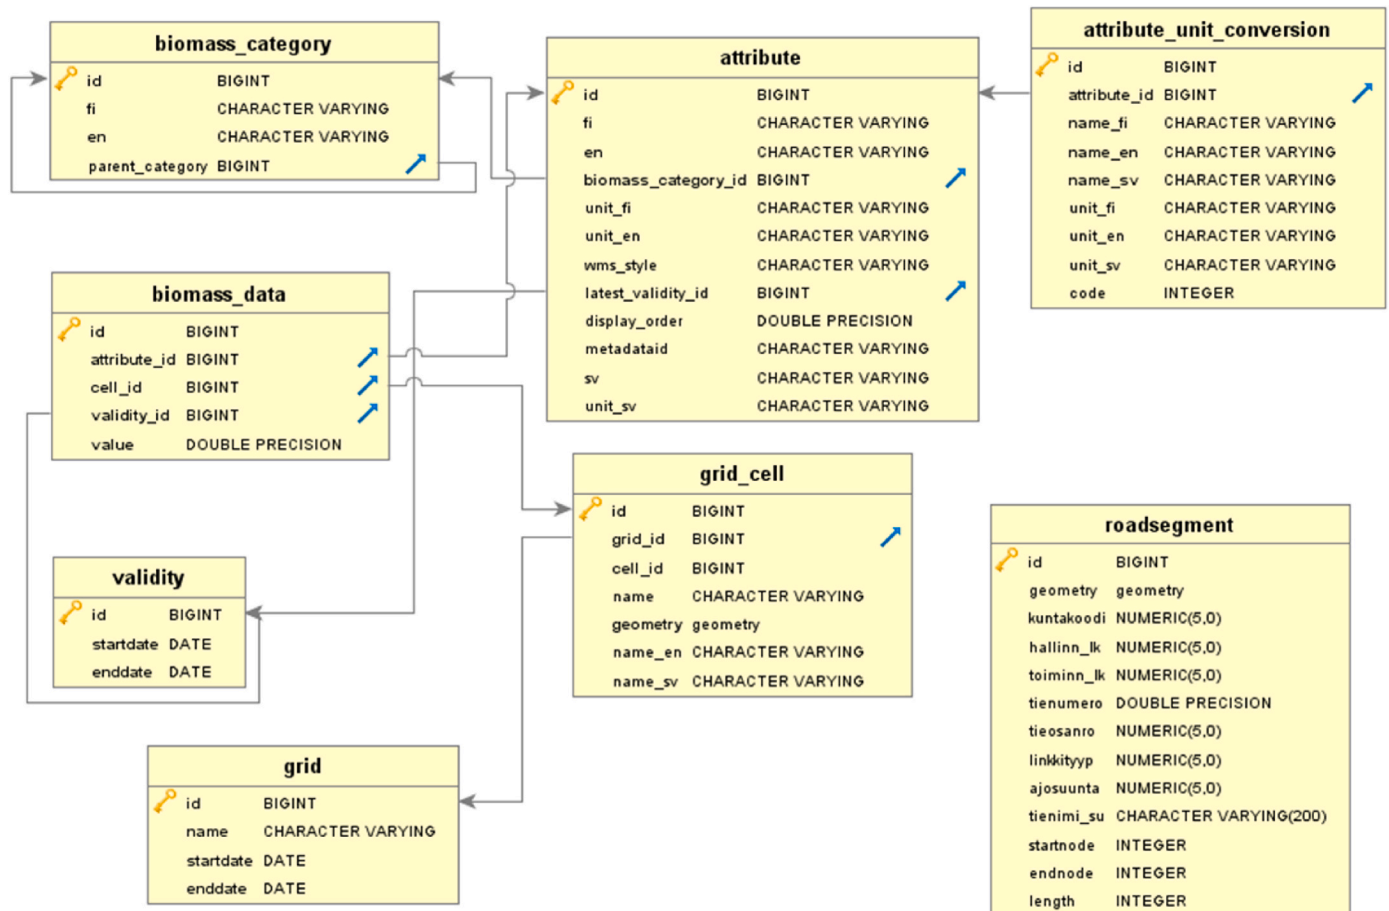 biomass_category
id BIGINT
fi CHARACTER VARYING
en CHARACTER VARYING
parent_category BIGINT
attribute
id BIGINT
fi CHARACTER VARYING
en CHARACTER VARYING
biomass_category_id BIGINT
unit_fi CHARACTER VARYING
unit_en CHARACTER VARYING
wms_style CHARACTER VARYING
latest_validity_id BIGINT
display_order DOUBLE PRECISION
metadataid CHARACTER VARYING
sv CHARACTER VARYING
unit_sv CHARACTER VARYING
attribute_unit_conversion
id BIGINT
attribute_id BIGINT
name_fi CHARACTER VARYING
name_en CHARACTER VARYING
name_sv CHARACTER VARYING
unit_fi CHARACTER VARYING
unit_en CHARACTER VARYING
unit_sv CHARACTER VARYING
code INTEGER
biomass_data
id BIGINT
attribute_id BIGINT
cell_id BIGINT
validity_id BIGINT
value DOUBLE PRECISION
grid_cell
id BIGINT
grid_id BIGINT
cell_id BIGINT
name CHARACTER VARYING
geometry geometry
name_en CHARACTER VARYING
name_sv CHARACTER VARYING
validity
id BIGINT
startdate DATE
enddate DATE
grid
id BIGINT
name CHARACTER VARYING
startdate DATE
enddate DATE
roadsegment
id BIGINT
geometry geometry
kuntakoodi NUMERIC(5,0)
hallinn_lk NUMERIC(5,0)
toiminn_lk NUMERIC(5,0)
tienumero DOUBLE PRECISION
tieosanro NUMERIC(5,0)
linkkityyp NUMERIC(5,0)
ajosuunta NUMERIC(5,0)
tienimi_su CHARACTER VARYING(200)
startnode INTEGER
endnode INTEGER
length INTEGER